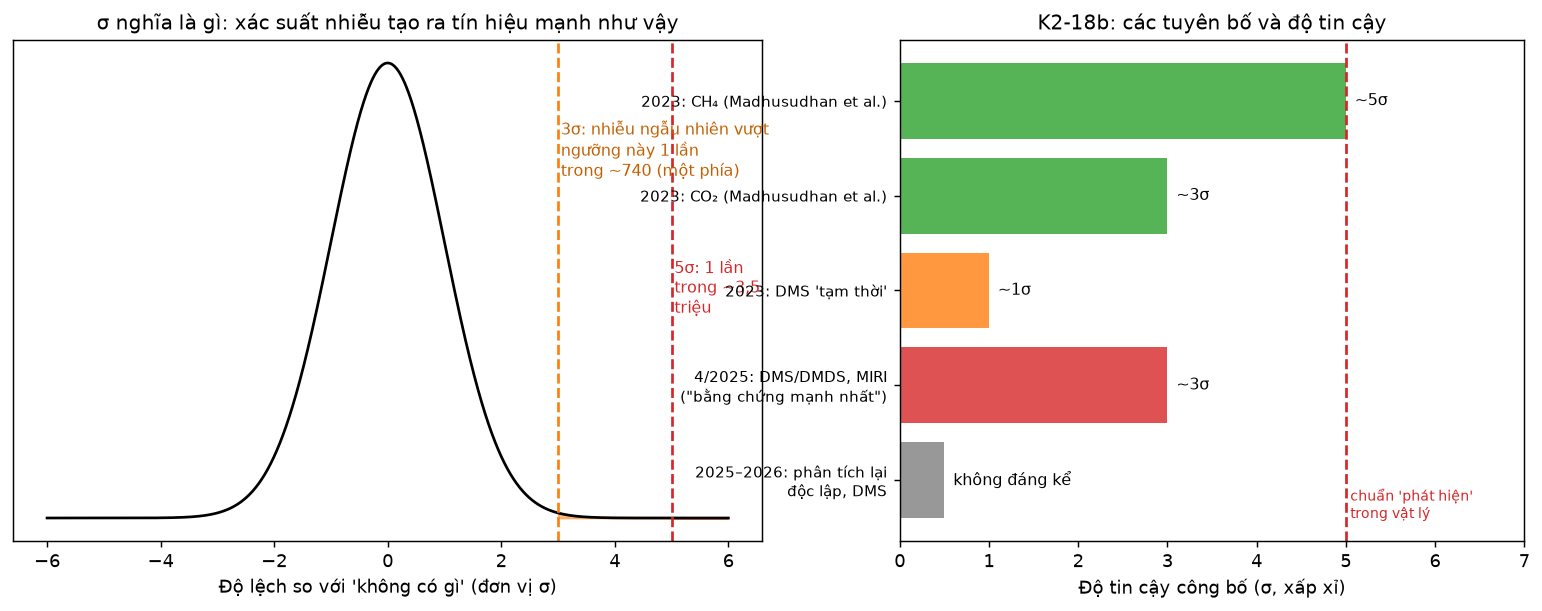 σ nghĩa là gì: xác suất nhiễu tạo ra tín hiệu mạnh như vậy
3σ: nhiễu ngẫu nhiên vượt
ngưỡng này 1 lần
trong ~740 (một phía)
5σ: 1 lần
trong ~3.5
triệu
−6
−4
−2
0
2
4
6
Độ lệch so với 'không có gì' (đơn vị σ)
K2-18b: các tuyên bố và độ tin cậy
2023: CH₄ (Madhusudhan et al.)
~5σ
2023: CO₂ (Madhusudhan et al.)
~3σ
2023: DMS 'tạm thời'
~1σ
4/2025: DMS/DMDS, MIRI
("bằng chứng mạnh nhất")
~3σ
2025–2026: phân tích lại
độc lập, DMS
không đáng kể
chuẩn 'phát hiện'
trong vật lý
0
1
2
3
4
5
6
7
Độ tin cậy công bố (σ, xấp xỉ)